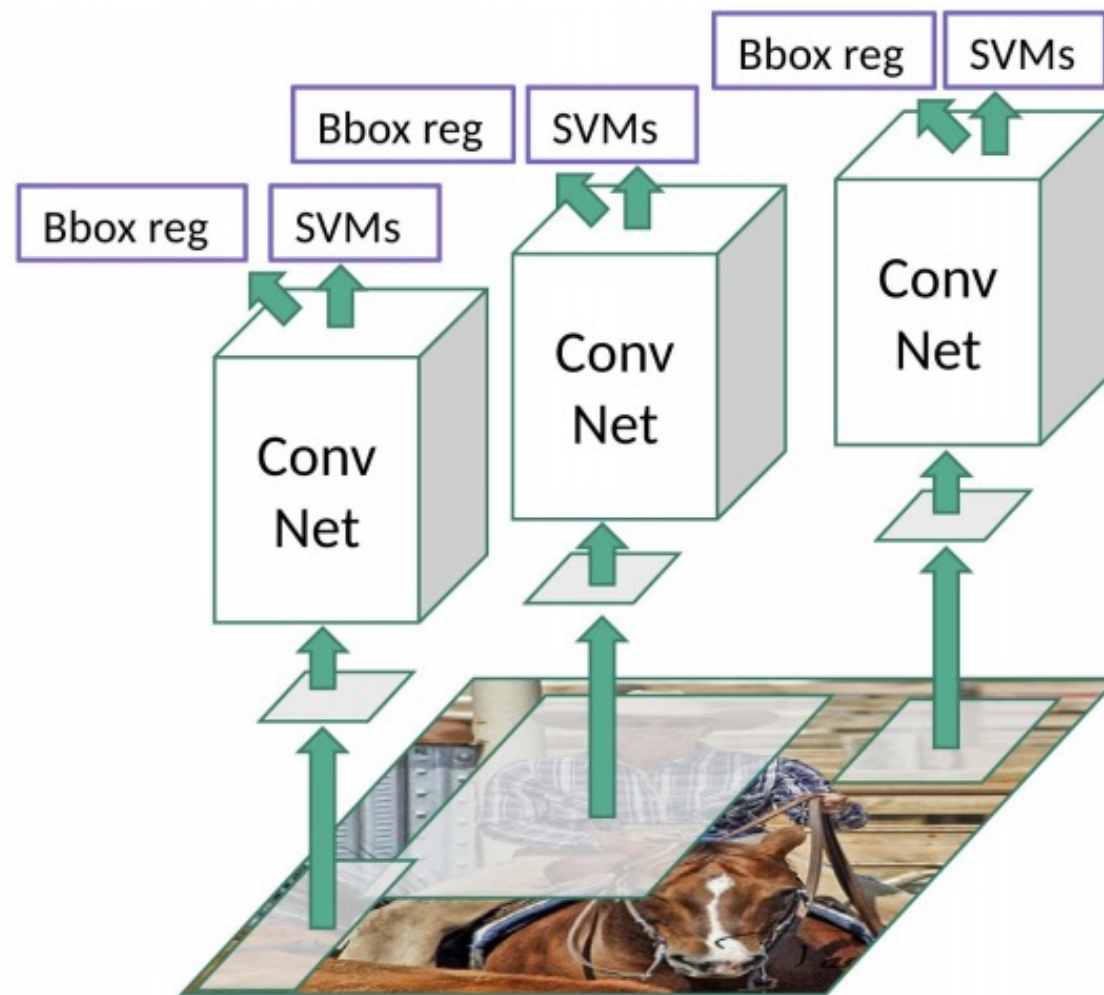 Bbox reg
SVMs
Bbox reg
SVMs
Bbox reg
SVMs
Conv
Net
Conv
Net
Conv
Net